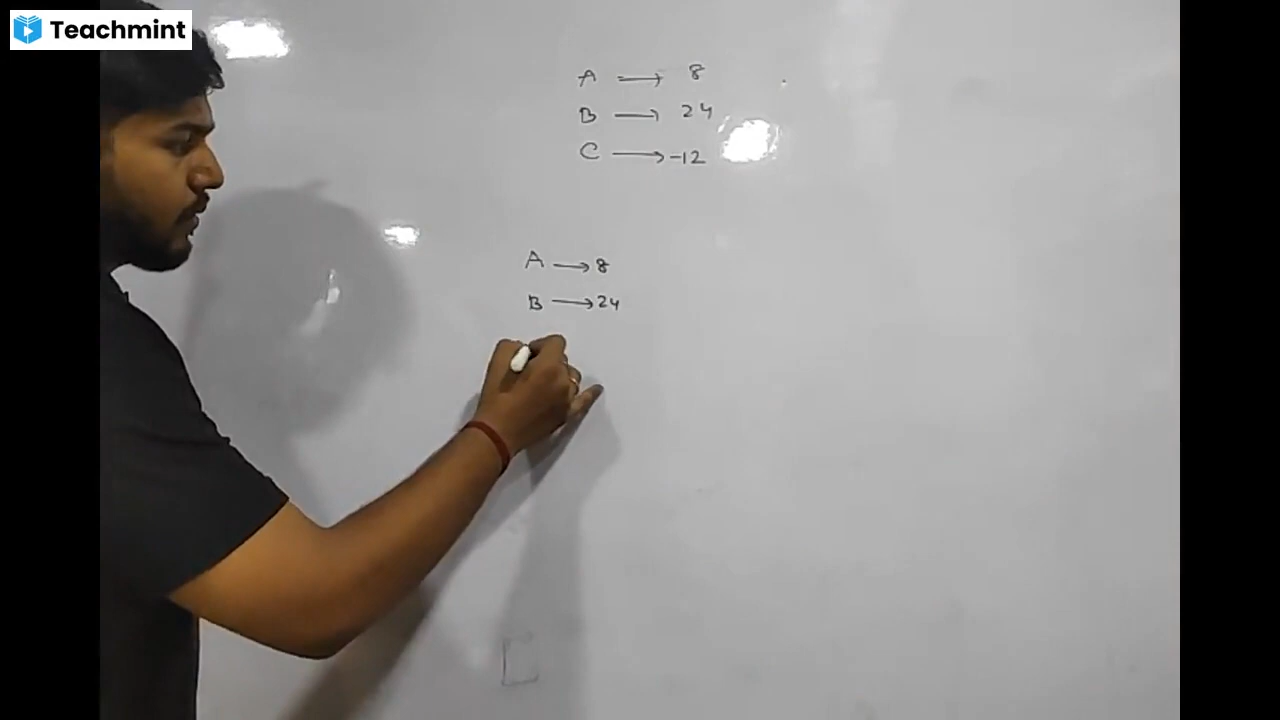 Teachmint
A → 8
B → 24
C → -12
A → 8
B → 24